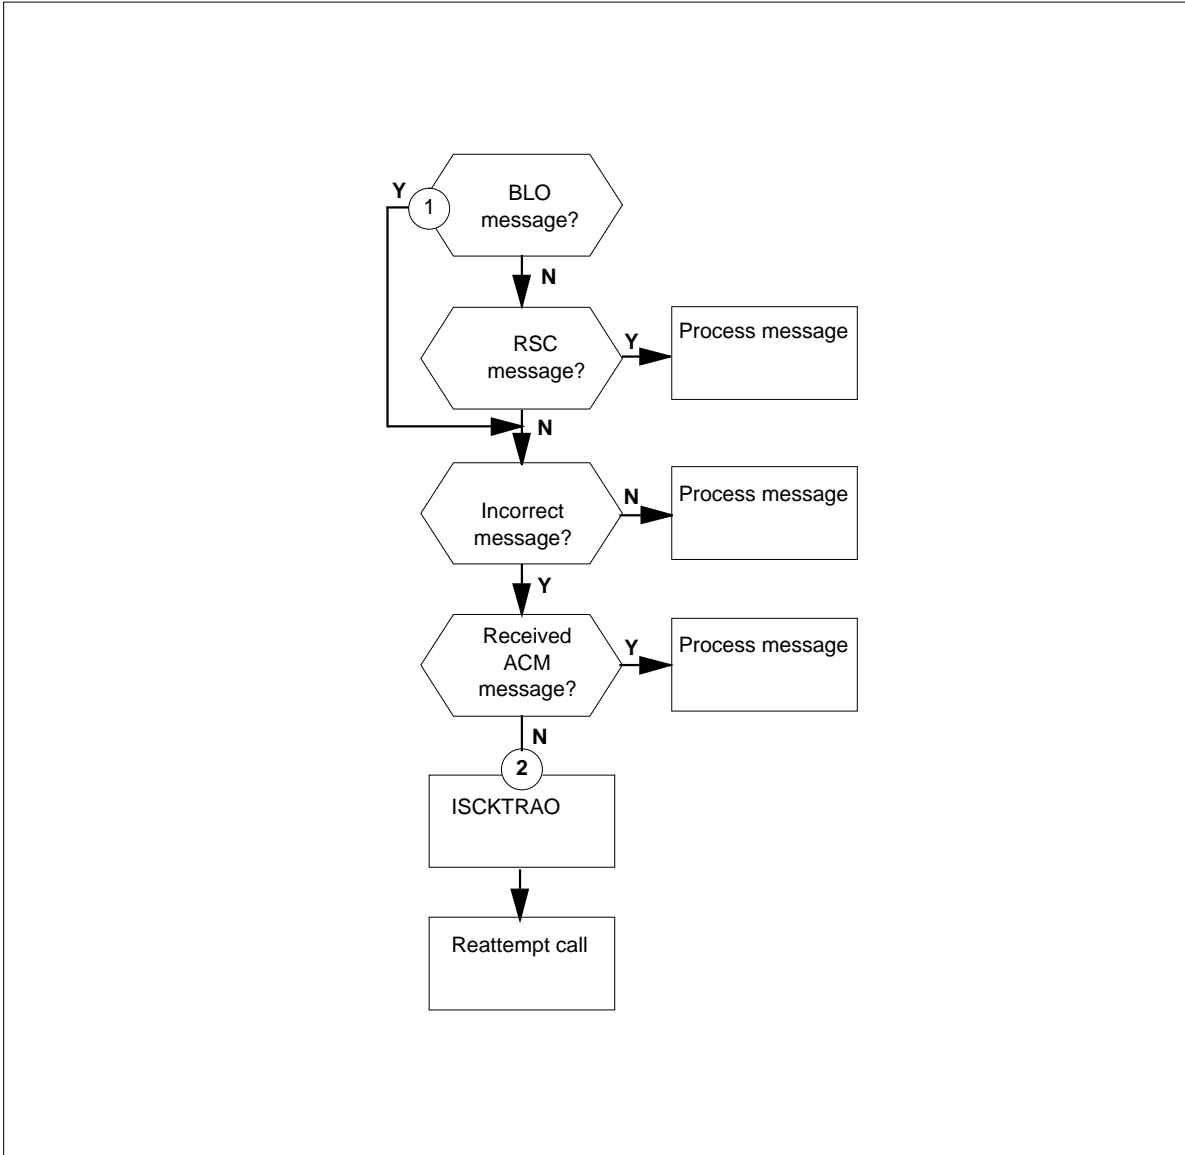 Y
1
BLO
message?
N
RSC
message?
Y
Process message
N
Incorrect
message?
N
Process message
Y
Received
ACM
message?
Y
Process message
N
2
ISCKTRAO
Reattempt call